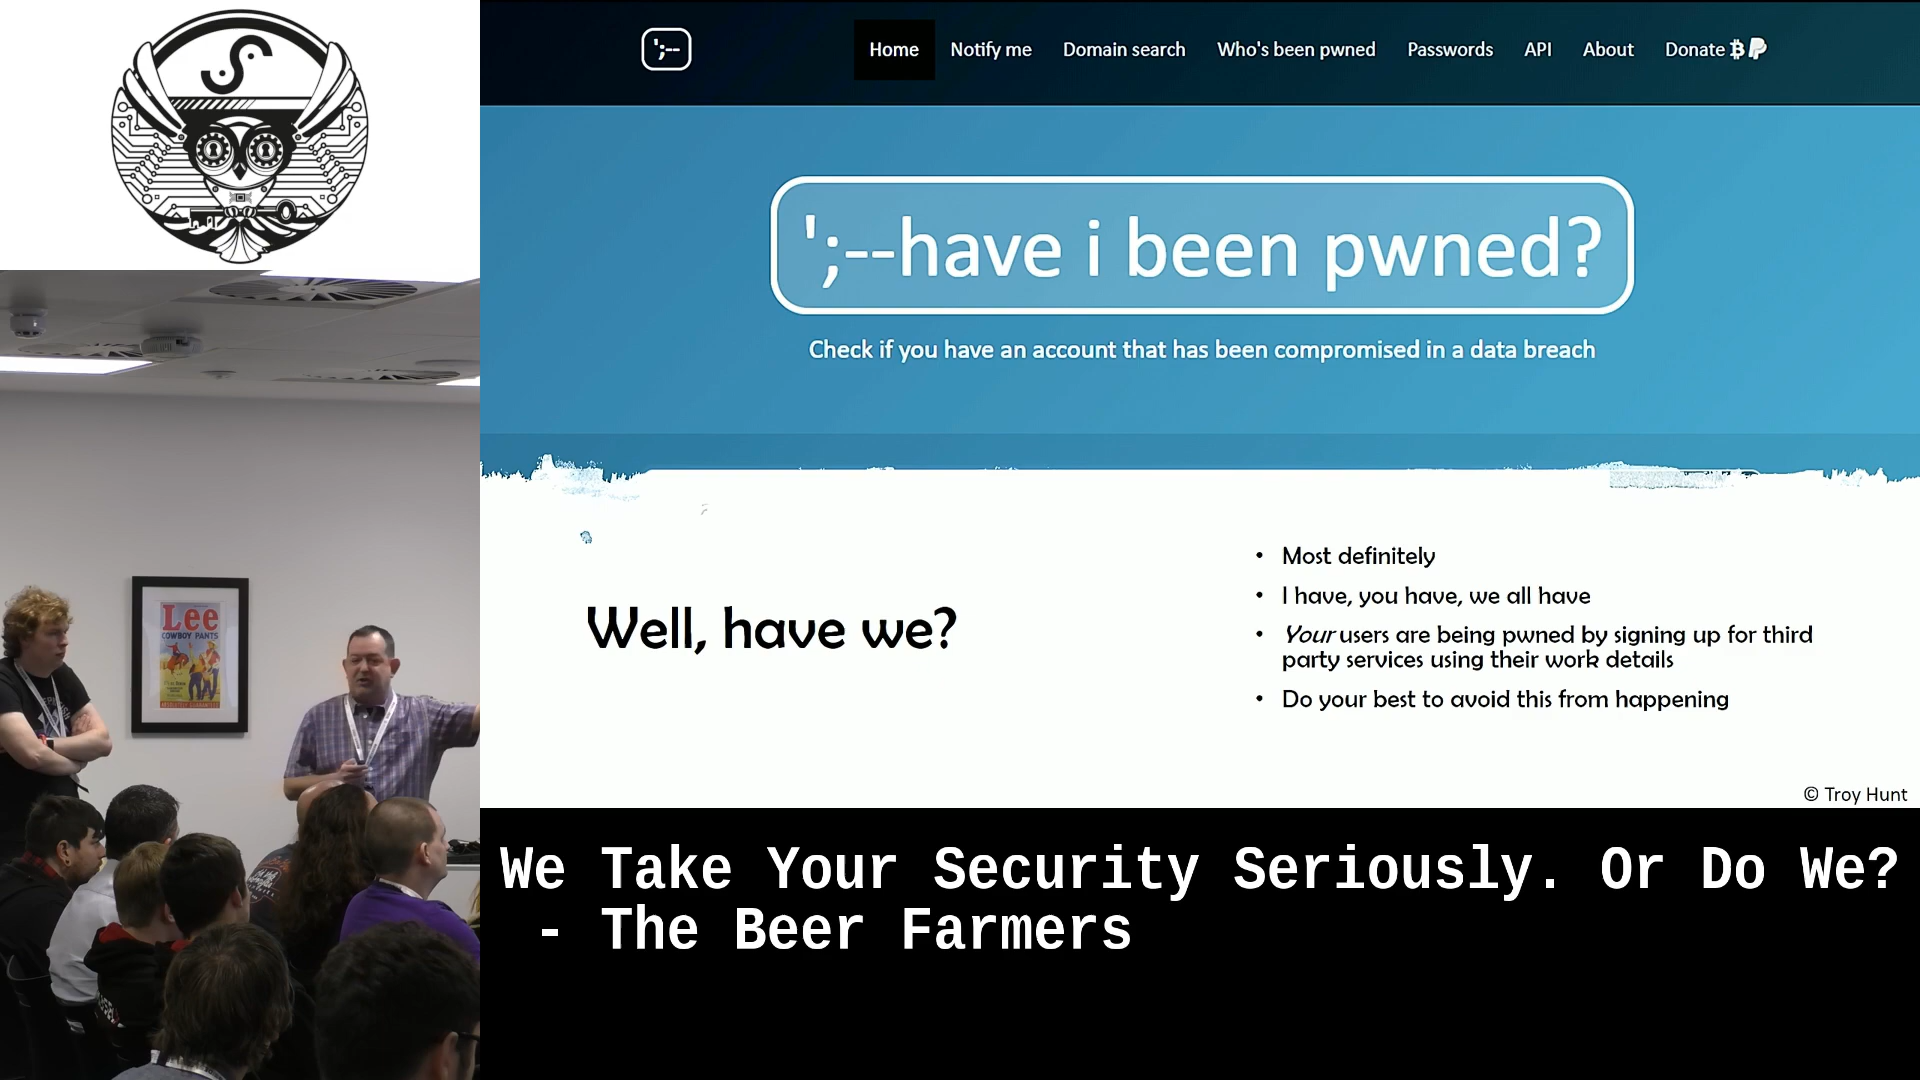 ';--
Home Notify me Domain search Who's been pwned Passwords API About Donate
';--have i been pwned?
Check if you have an account that has been compromised in a data breach
Well, have we?
• Most definitely
• I have, you have, we all have
• Your users are being pwned by signing up for third
party services using their work details
• Do your best to avoid this from happening
© Troy Hunt
Lee
COWBOY PANTS
We Take Your Security Seriously. Or Do We?
- The Beer Farmers